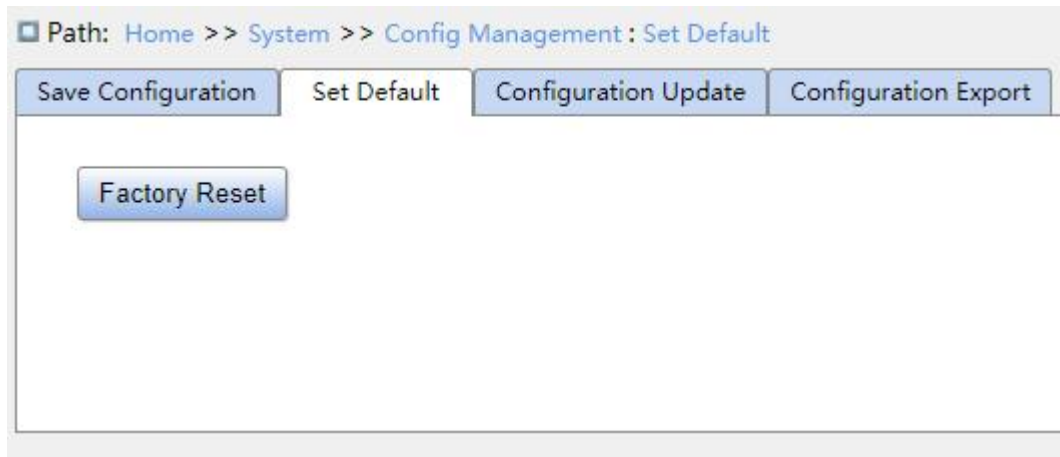 Path: Home >> System >> Config Management : Set Default
Save Configuration Set Default Configuration Update Configuration Export
Factory Reset